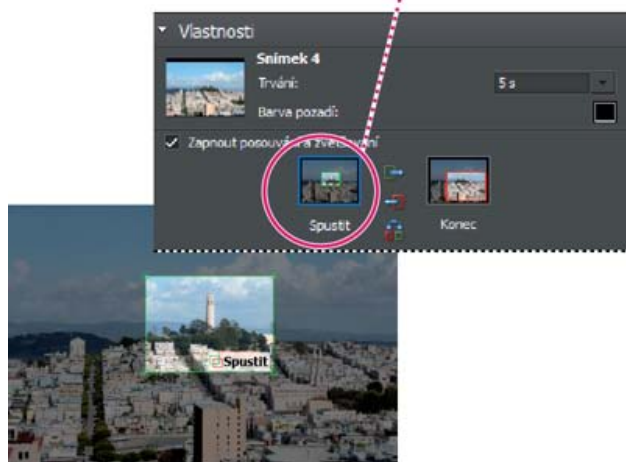 Vlastnosti
Snímek 4
Trvání:
5 s
Barva pozadí:
Zapnout posouvání a zvětšování
Spustit
Konec
Spustit